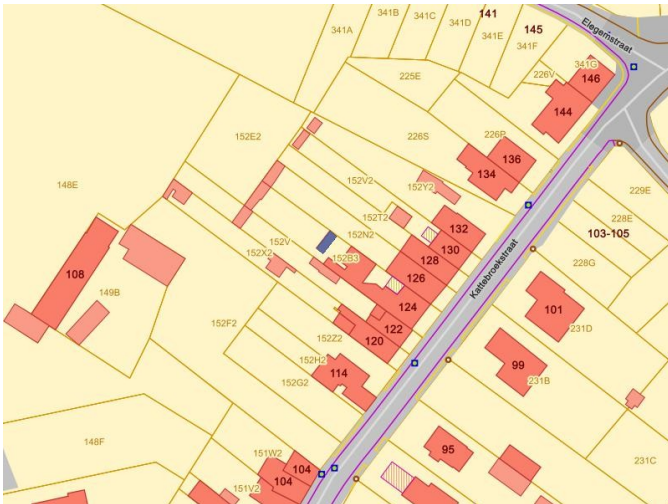 341B
341C
341D
141
341A
341E
341F
145
Elegemstraat
225E
226V
341G
146
144
152E2
226S
226P
136
134
148E
152V2
152Y2
229E
152T2
132
228E
103-105
152V
152N2
130
128
Kattebroekstraat
108
152X2
152B3
126
228G
149B
124
101
231D
152F2
122
152Z2
120
152H2
99
114
152G2
231B
148F
151W2
95
231C
104
104
151V2